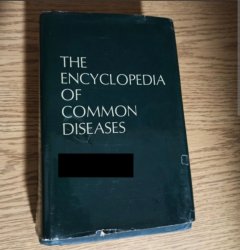 THE
ENCYCLOPEDIA
OF
COMMON
DISEASES